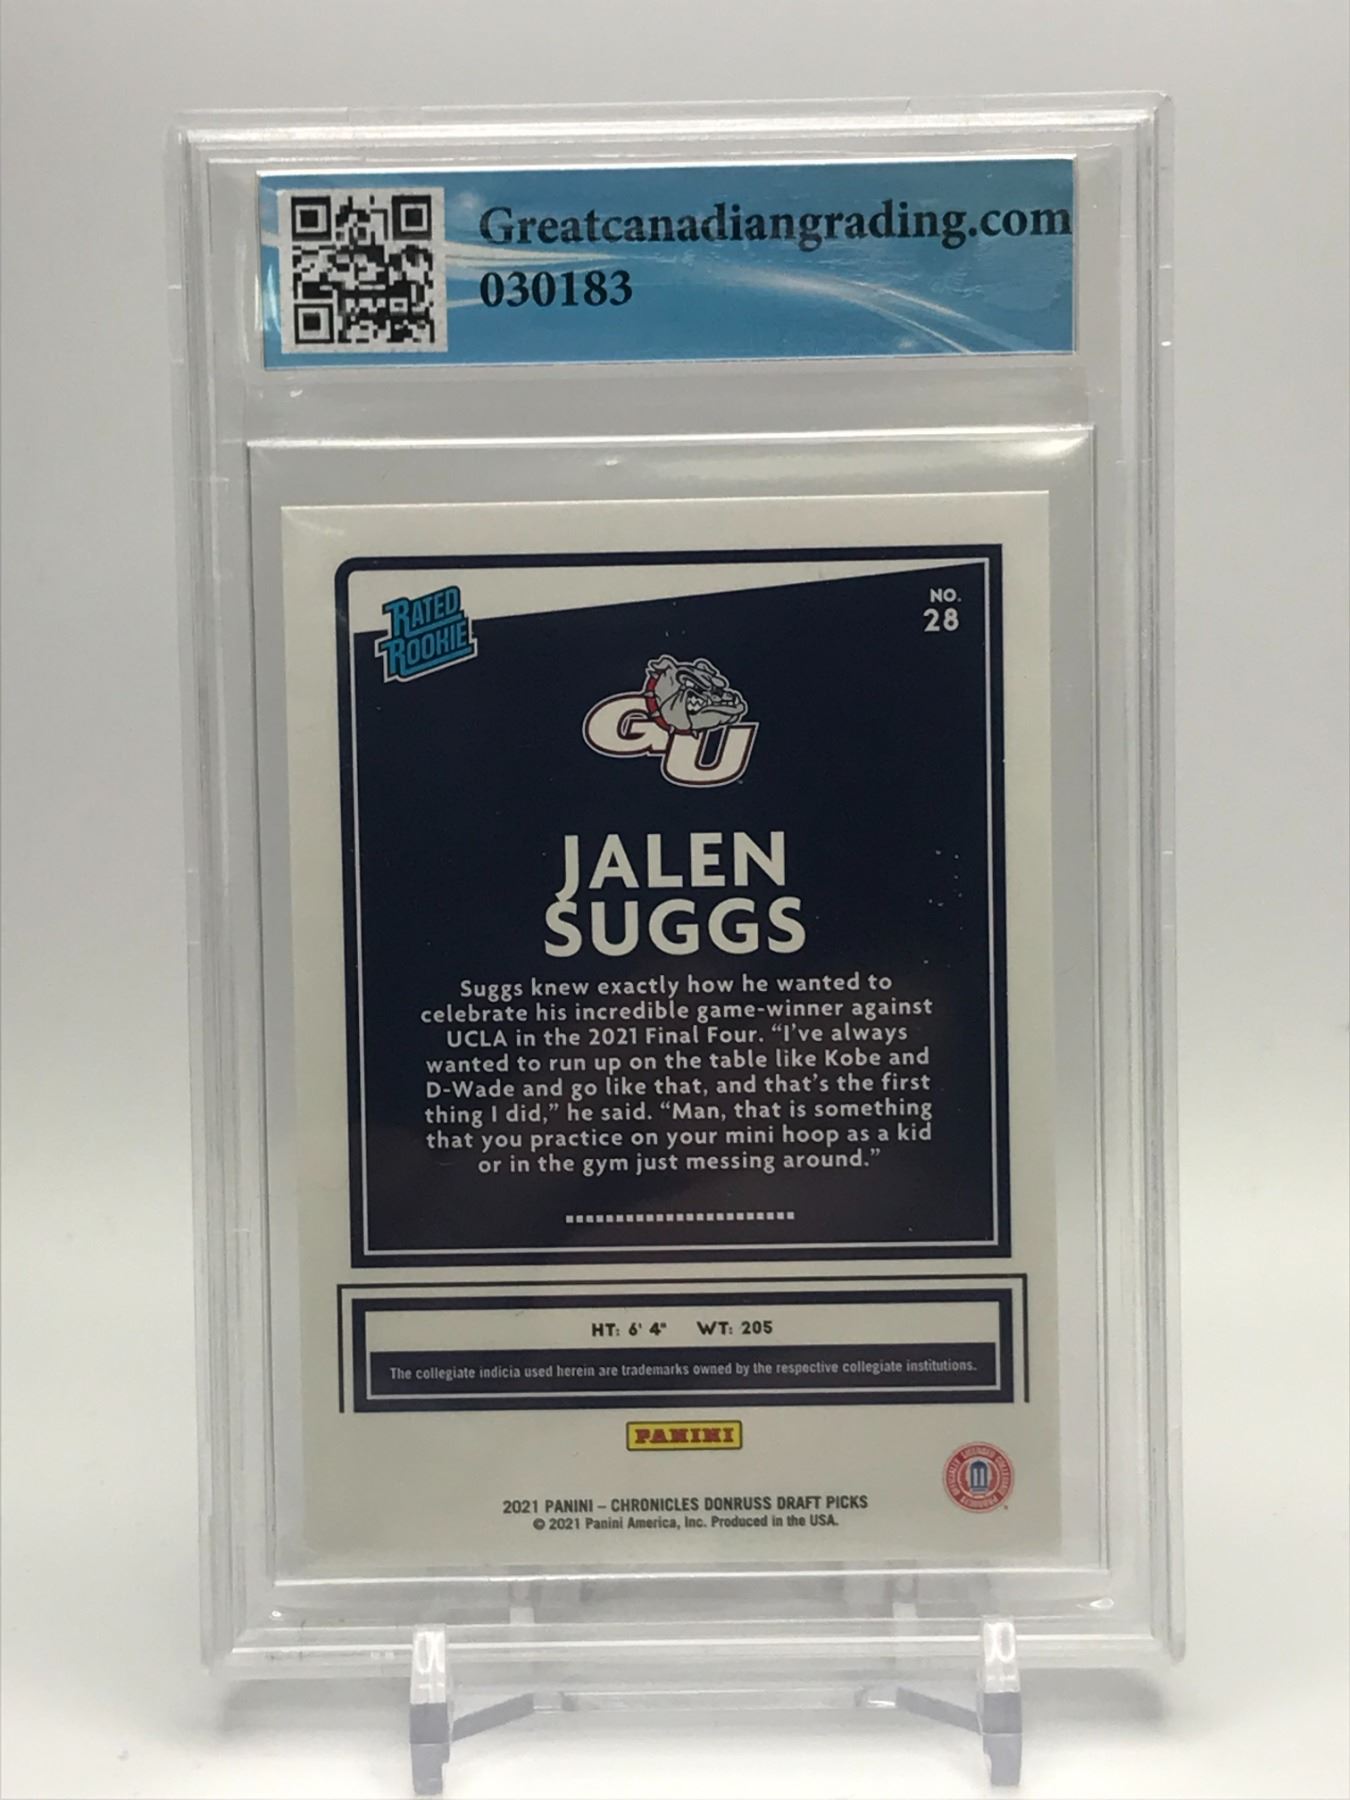 Greatcanadiangrading.com
030183
RATED
ROOKIE
NO.
28
GU
JALEN
SUGGS
Suggs knew exactly how he wanted to
celebrate his incredible game-winner against
UCLA in the 2021 Final Four. “I’ve always
wanted to run up on the table like Kobe and
D-Wade and go like that, and that’s the first
thing I did,” he said. “Man, that is something
that you practice on your mini hoop as a kid
or in the gym just messing around.”
HT: 6' 4" WT: 205
The collegiate indicia used herein are trademarks owned by the respective collegiate institutions.
PANINI
OFFICIALLY LICENSED COLLEGIATE PRODUCTS
2021 PANINI – CHRONICLES DONRUSS DRAFT PICKS
© 2021 Panini America, Inc. Produced in the USA.